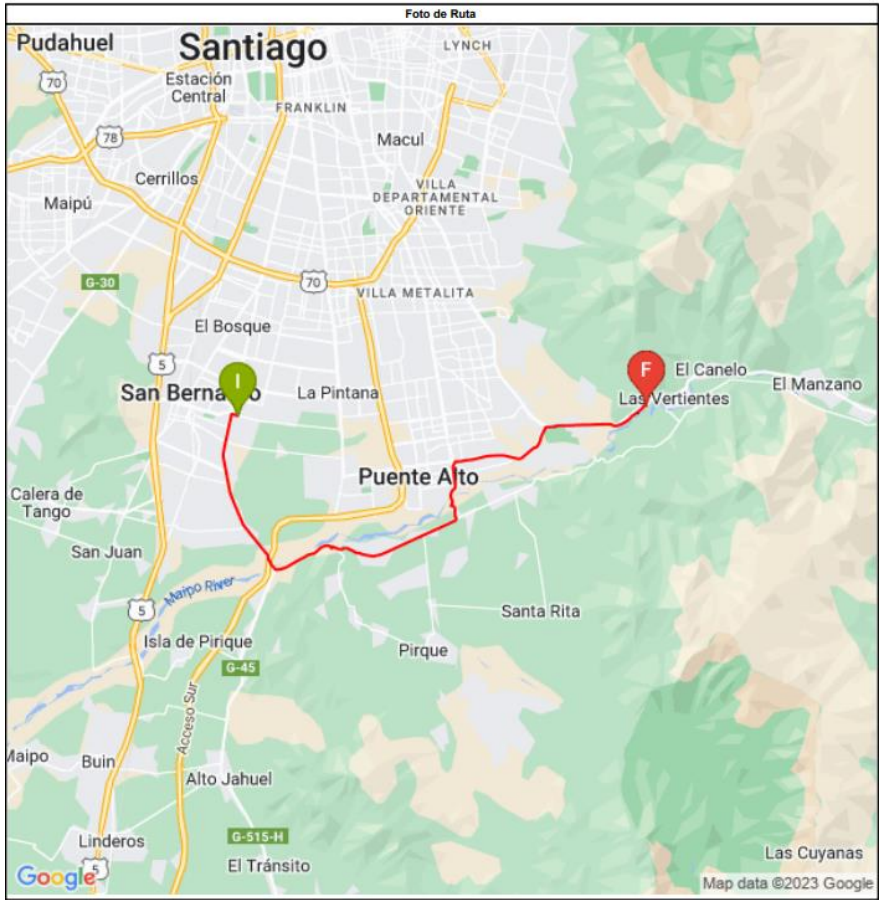 Foto de Ruta
Pudahuel
Santiago
LYNCH
70
Estación
Central
FRANKLIN
78
Macul
Cerrillos
VILLA
DEPARTAMENTAL
ORIENTE
Maipú
G-30
70
VILLA METALITA
El Bosque
5
I
F
El Canelo
San Bernardo
La Pintana
Las Vertientes
El Manzano
Puente Alto
Calera de
Tango
San Juan
Maipo River
5
Santa Rita
Isla de Pirique
Pirque
G-45
Acceso Sur
Maipo
Buin
Alto Jahuel
Linderos
G-515-H
Las Cuyanas
El Tránsito
Google
5
Map data ©2023 Google